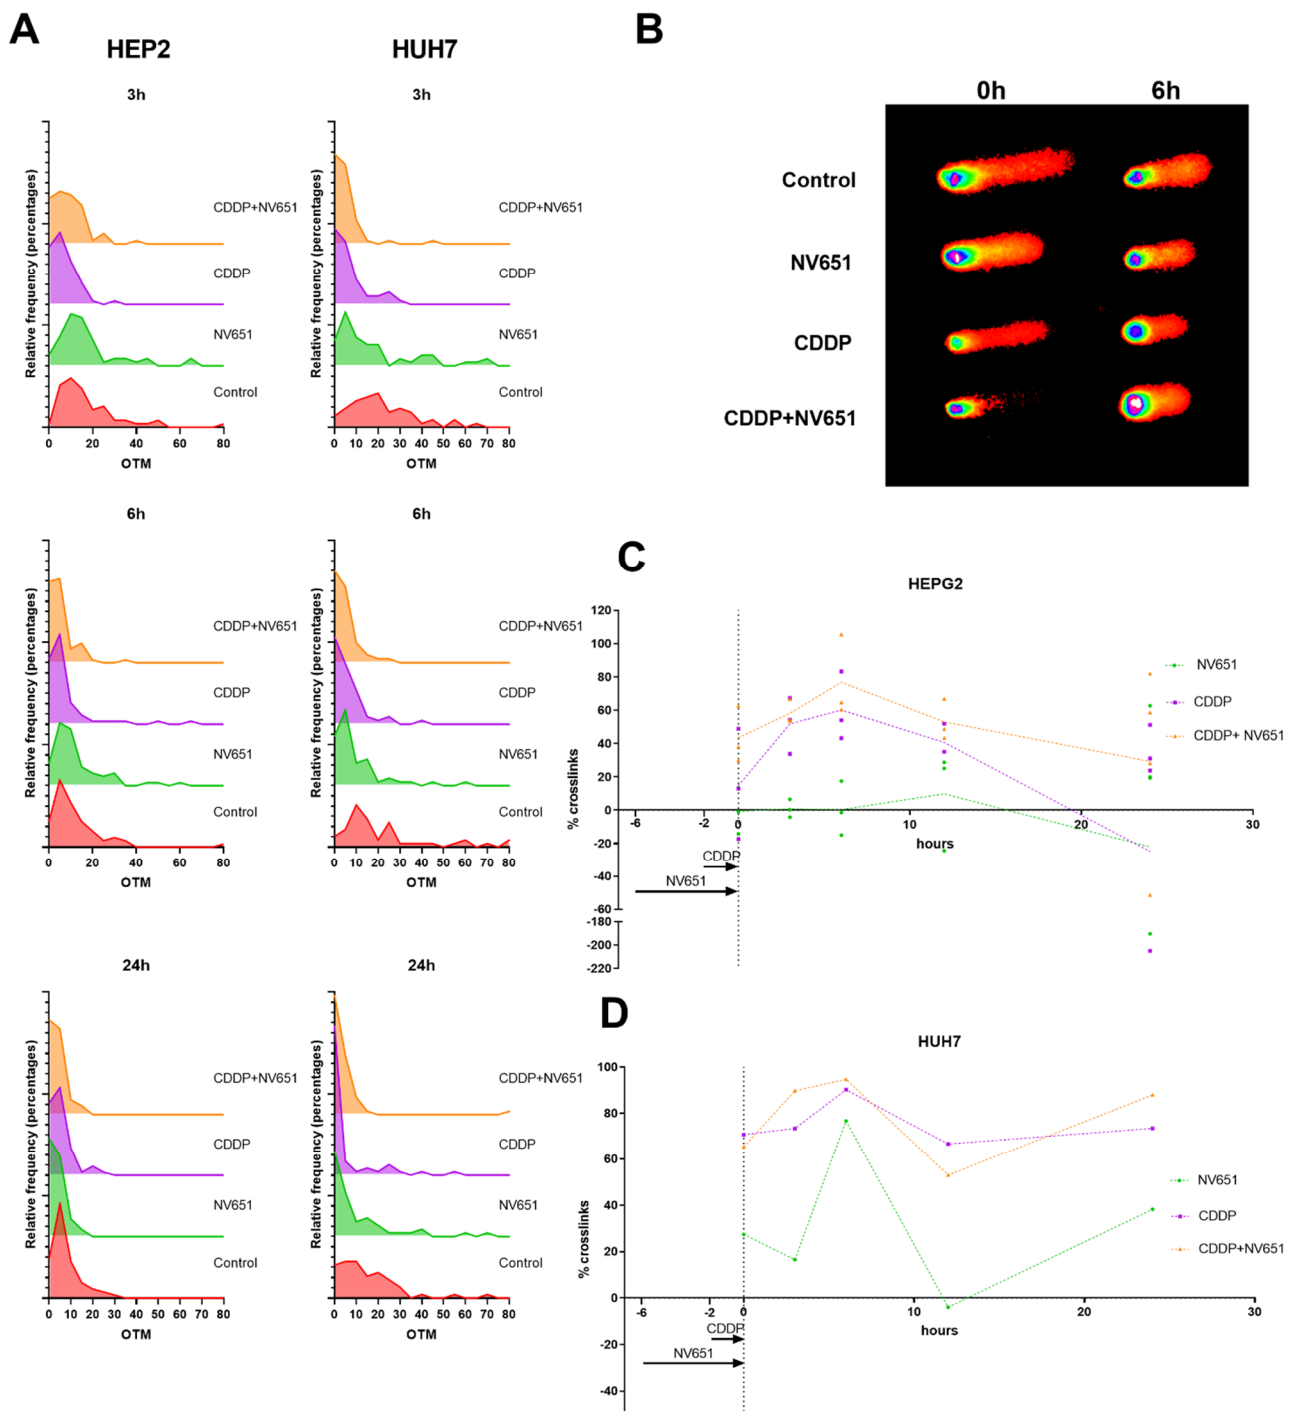 A
HEP2
HUH7
3h
3h
Relative frequency (percentages)
CDDP+NV651
CDDP
NV651
Control
0 20 40 60 80
OTM
Relative frequency (percentages)
CDDP+NV651
CDDP
NV651
Control
0 10 20 30 40 50 60 70 80
OTM
6h
6h
Relative frequency (percentages)
CDDP+NV651
CDDP
NV651
Control
0 20 40 60 80
OTM
Relative frequency (percentages)
CDDP+NV651
CDDP
NV651
Control
0 10 20 30 40 50 60 70 80
OTM
24h
24h
Relative frequency (percentages)
CDDP+NV651
CDDP
NV651
Control
0 10 20 30 40 50 60 70 80
OTM
Relative frequency (percentages)
CDDP+NV651
CDDP
NV651
Control
0 10 20 30 40 50 60 70 80
OTM
B
0h 6h
Control
NV651
CDDP
CDDP+NV651
C
HEPG2
% crosslinks
120
100
80
60
40
20
0
-20
-40
-60
-180
-200
-220
-6 -2 0 10 20 30
hours
CDDP
NV651
NV651
CDDP
CDDP+ NV651
D
HUH7
% crosslinks
100
80
60
40
20
0
-20
-40
-6 -2 0 10 20 30
hours
CDDP
NV651
NV651
CDDP
CDDP+NV651